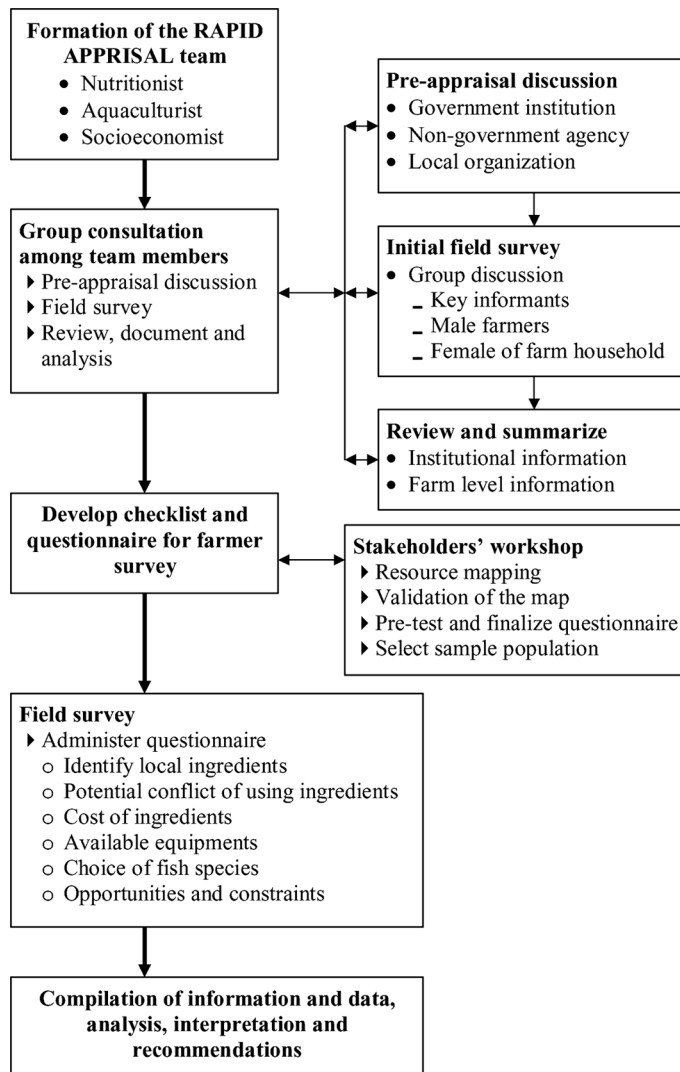 Formation of the RAPID
APPRISAL team
• Nutritionist
• Aquaculturist
• Socioeconomist
Pre-appraisal discussion
• Government institution
• Non-government agency
• Local organization
Group consultation
among team members
Pre-appraisal discussion
Field survey
Review, document and
analysis
Initial field survey
• Group discussion
– Key informants
– Male farmers
– Female of farm household
Review and summarize
• Institutional information
• Farm level information
Develop checklist and
questionnaire for farmer
survey
Stakeholders’ workshop
Resource mapping
Validation of the map
Pre-test and finalize questionnaire
Select sample population
Field survey
Administer questionnaire
o Identify local ingredients
o Potential conflict of using ingredients
o Cost of ingredients
o Available equipments
o Choice of fish species
o Opportunities and constraints
Compilation of information and data,
analysis, interpretation and
recommendations